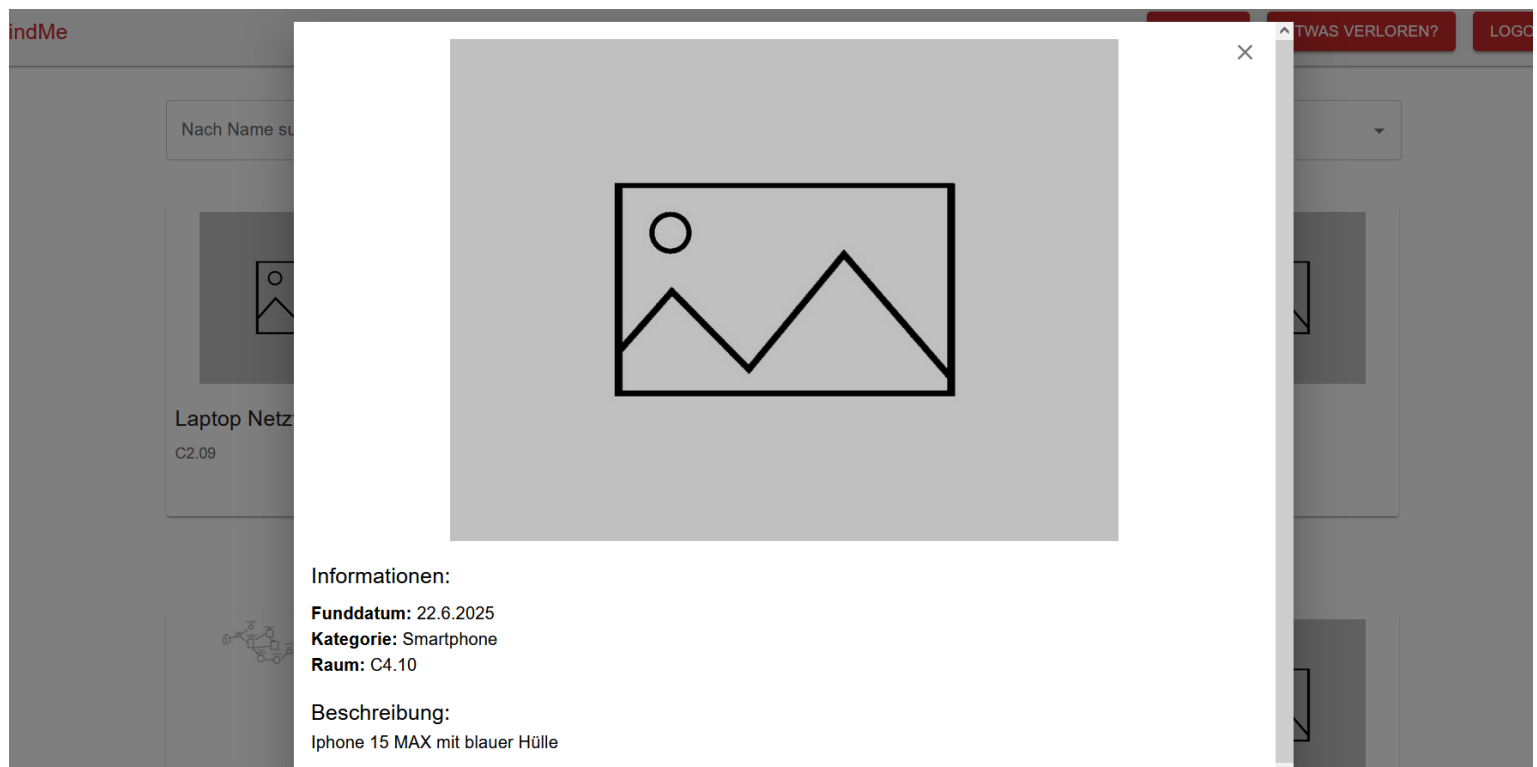 indMe
TWAS VERLOREN?
LOGO
Nach Name su
Laptop Netz
C2.09
Informationen:
Funddatum: 22.6.2025
Kategorie: Smartphone
Raum: C4.10
Beschreibung:
Iphone 15 MAX mit blauer Hülle